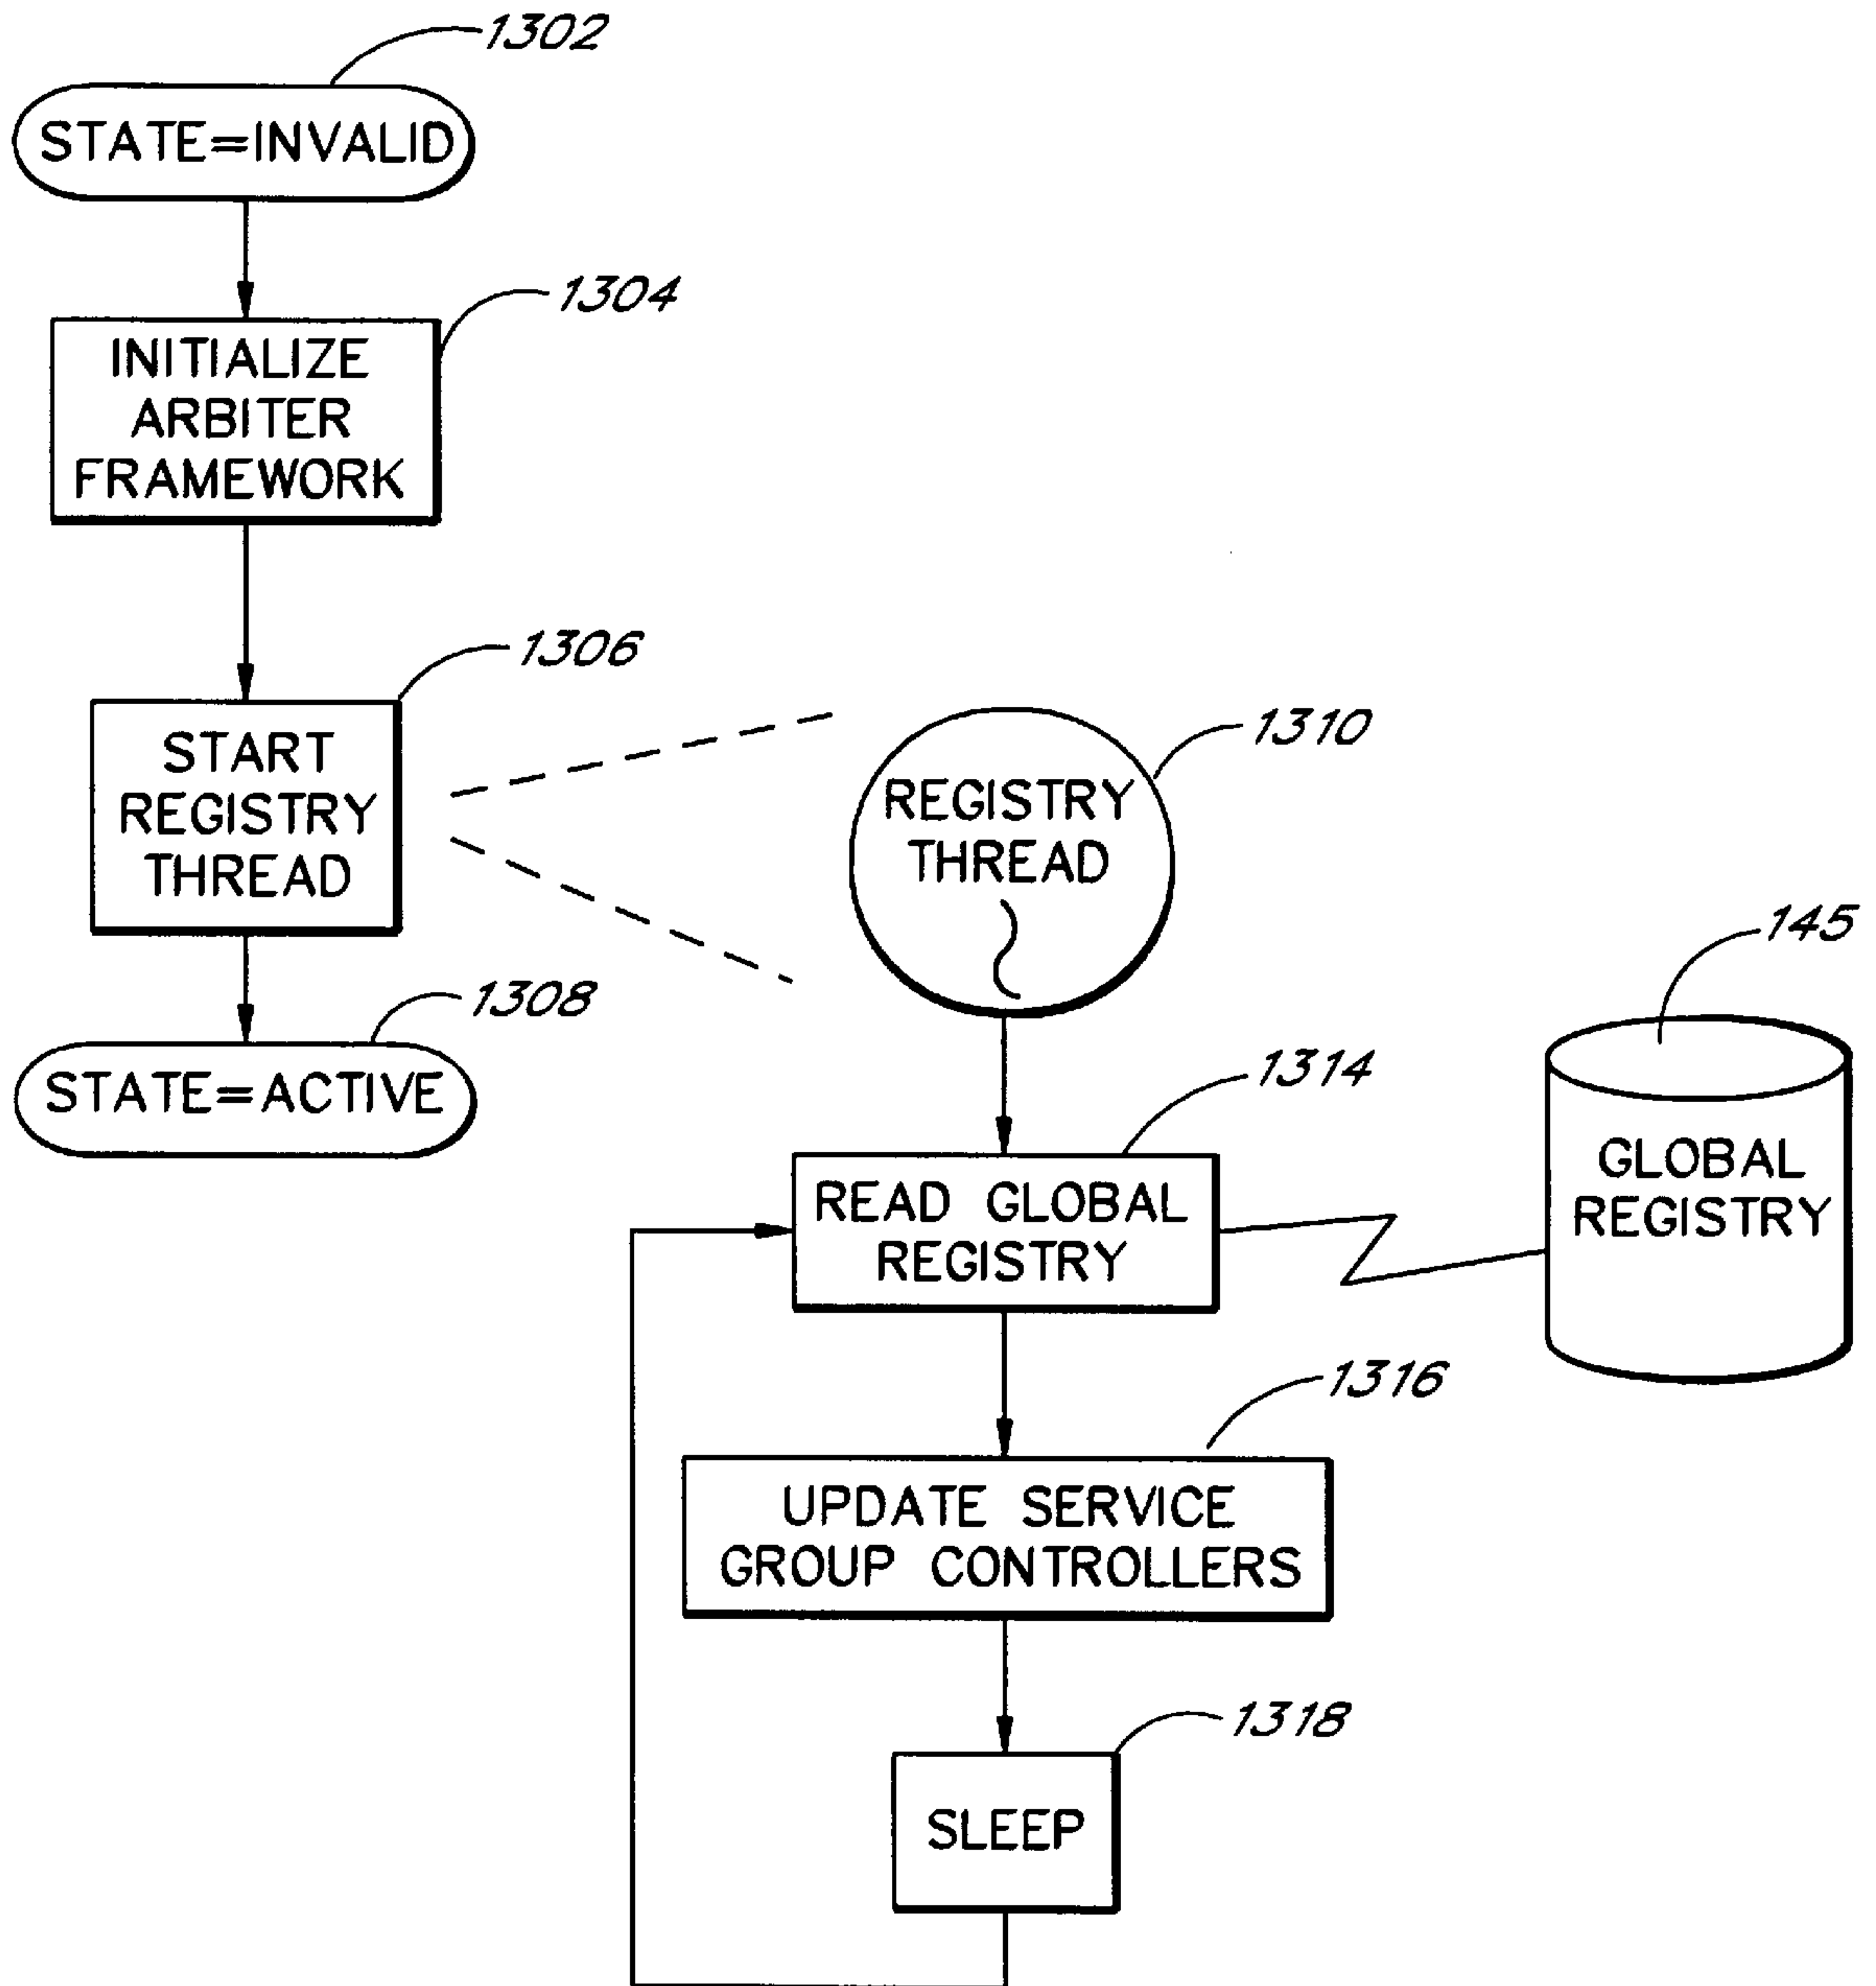 1302
STATE=INVALID
1304
INITIALIZE
ARBITER
FRAMEWORK
1306
START
REGISTRY
THREAD
1308
STATE=ACTIVE
1310
REGISTRY
THREAD
145
GLOBAL
REGISTRY
1314
READ GLOBAL
REGISTRY
1316
UPDATE SERVICE
GROUP CONTROLLERS
1318
SLEEP